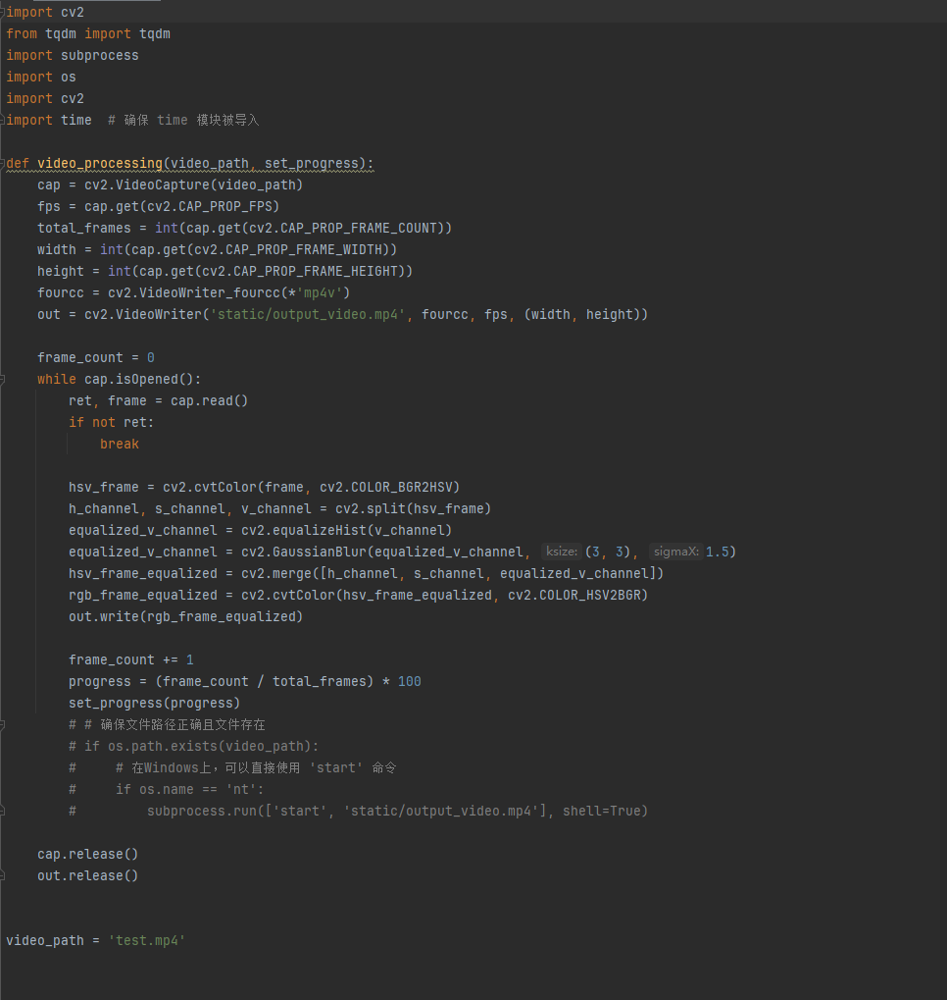 import cv2
from tqdm import tqdm
import subprocess
import os
import cv2
import time  # 确保 time 模块被导入
def video_processing(video_path, set_progress):
    cap = cv2.VideoCapture(video_path)
    fps = cap.get(cv2.CAP_PROP_FPS)
    total_frames = int(cap.get(cv2.CAP_PROP_FRAME_COUNT))
    width = int(cap.get(cv2.CAP_PROP_FRAME_WIDTH))
    height = int(cap.get(cv2.CAP_PROP_FRAME_HEIGHT))
    fourcc = cv2.VideoWriter_fourcc(*'mp4v')
    out = cv2.VideoWriter('static/output_video.mp4', fourcc, fps, (width, height))
    frame_count = 0
    while cap.isOpened():
        ret, frame = cap.read()
        if not ret:
            break
        hsv_frame = cv2.cvtColor(frame, cv2.COLOR_BGR2HSV)
        h_channel, s_channel, v_channel = cv2.split(hsv_frame)
        equalized_v_channel = cv2.equalizeHist(v_channel)
        equalized_v_channel = cv2.GaussianBlur(equalized_v_channel, ksize: (3, 3), sigmaX: 1.5)
        hsv_frame_equalized = cv2.merge([h_channel, s_channel, equalized_v_channel])
        rgb_frame_equalized = cv2.cvtColor(hsv_frame_equalized, cv2.COLOR_HSV2BGR)
        out.write(rgb_frame_equalized)
        frame_count += 1
        progress = (frame_count / total_frames) * 100
        set_progress(progress)
        # # 确保文件路径正确且文件存在
        # if os.path.exists(video_path):
        #     # 在Windows上，可以直接使用 'start' 命令
        #     if os.name == 'nt':
        #         subprocess.run(['start', 'static/output_video.mp4'], shell=True)
    cap.release()
    out.release()
video_path = 'test.mp4'